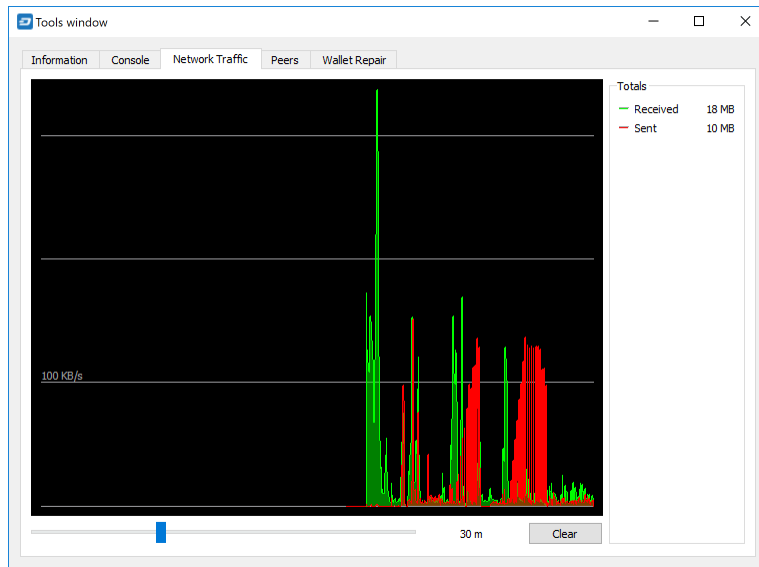 Tools window
Information Console Network Traffic Peers Wallet Repair
Totals
Received 18 MB
Sent 10 MB
100 KB/s
30 m Clear